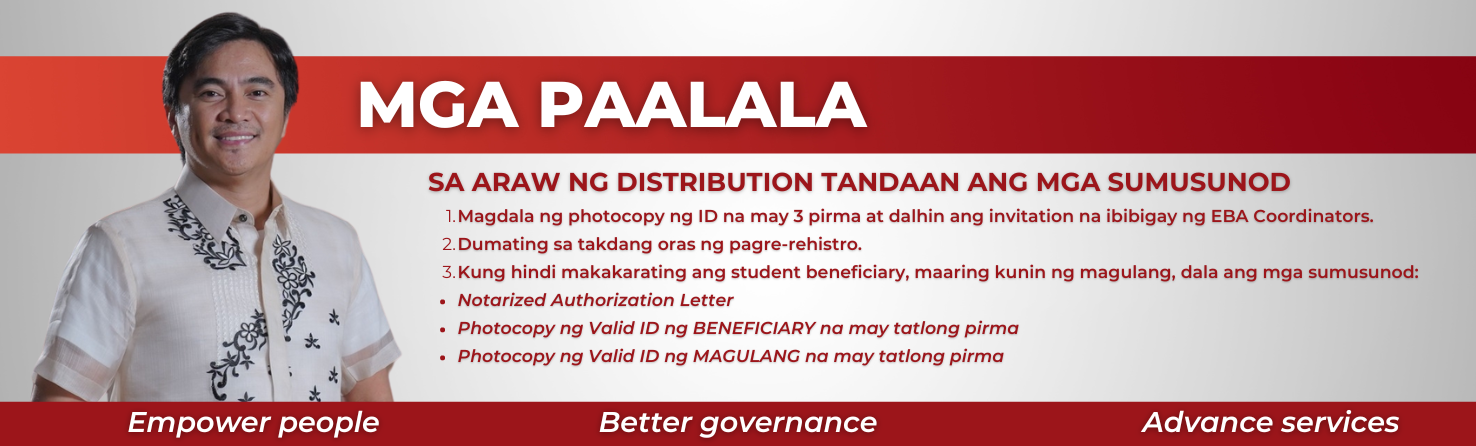 MGA PAALALA
SA ARAW NG DISTRIBUTION TANDAAN ANG MGA SUMUSUNOD
1. Magdala ng photocopy ng ID na may 3 pirma at dalhin ang invitation na ibibigay ng EBA Coordinators.
2. Dumating sa takdang oras ng pagre-rehistro.
3. Kung hindi makakarating ang student beneficiary, maaring kunin ng magulang, dala ang mga sumusunod:
• Notarized Authorization Letter
• Photocopy ng Valid ID ng BENEFICIARY na may tatlong pirma
• Photocopy ng Valid ID ng MAGULANG na may tatlong pirma
Empower people
Better governance
Advance services